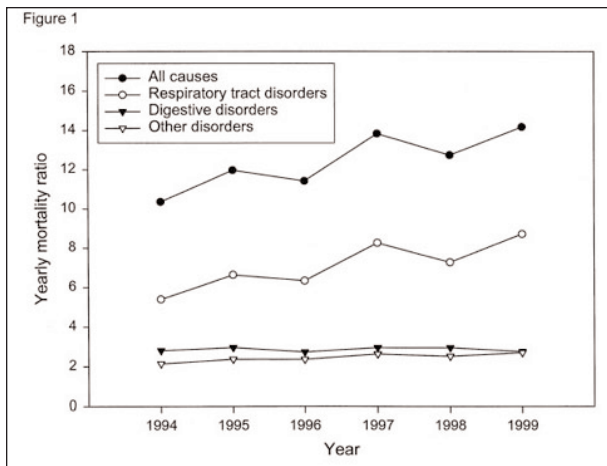 Figure 1
18
16
14
12
10
8
6
4
2
0
Yearly mortality ratio
All causes
Respiratory tract disorders
Digestive disorders
Other disorders
1994 1995 1996 1997 1998 1999
Year